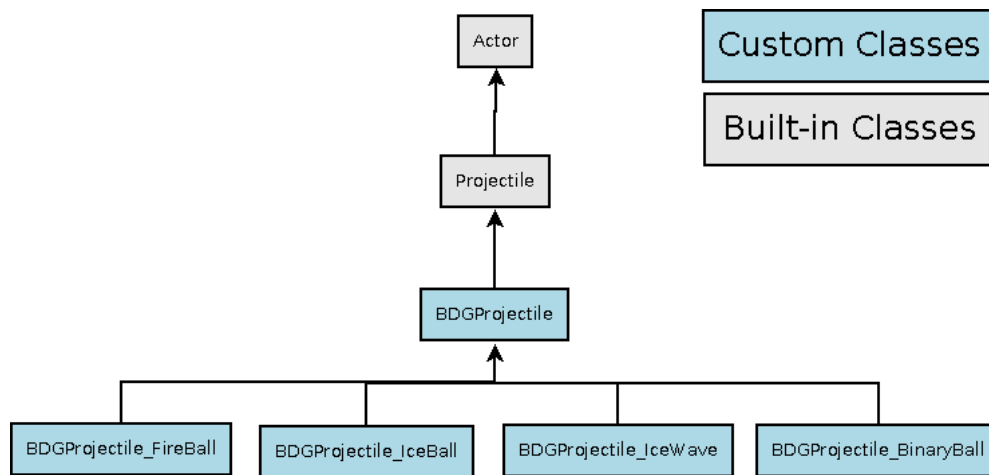 Actor
Custom Classes
Built-in Classes
Projectile
BDGProjectile
BDGProjectile_FireBall
BDGProjectile_IceBall
BDGProjectile_IceWave
BDGProjectile_BinaryBall